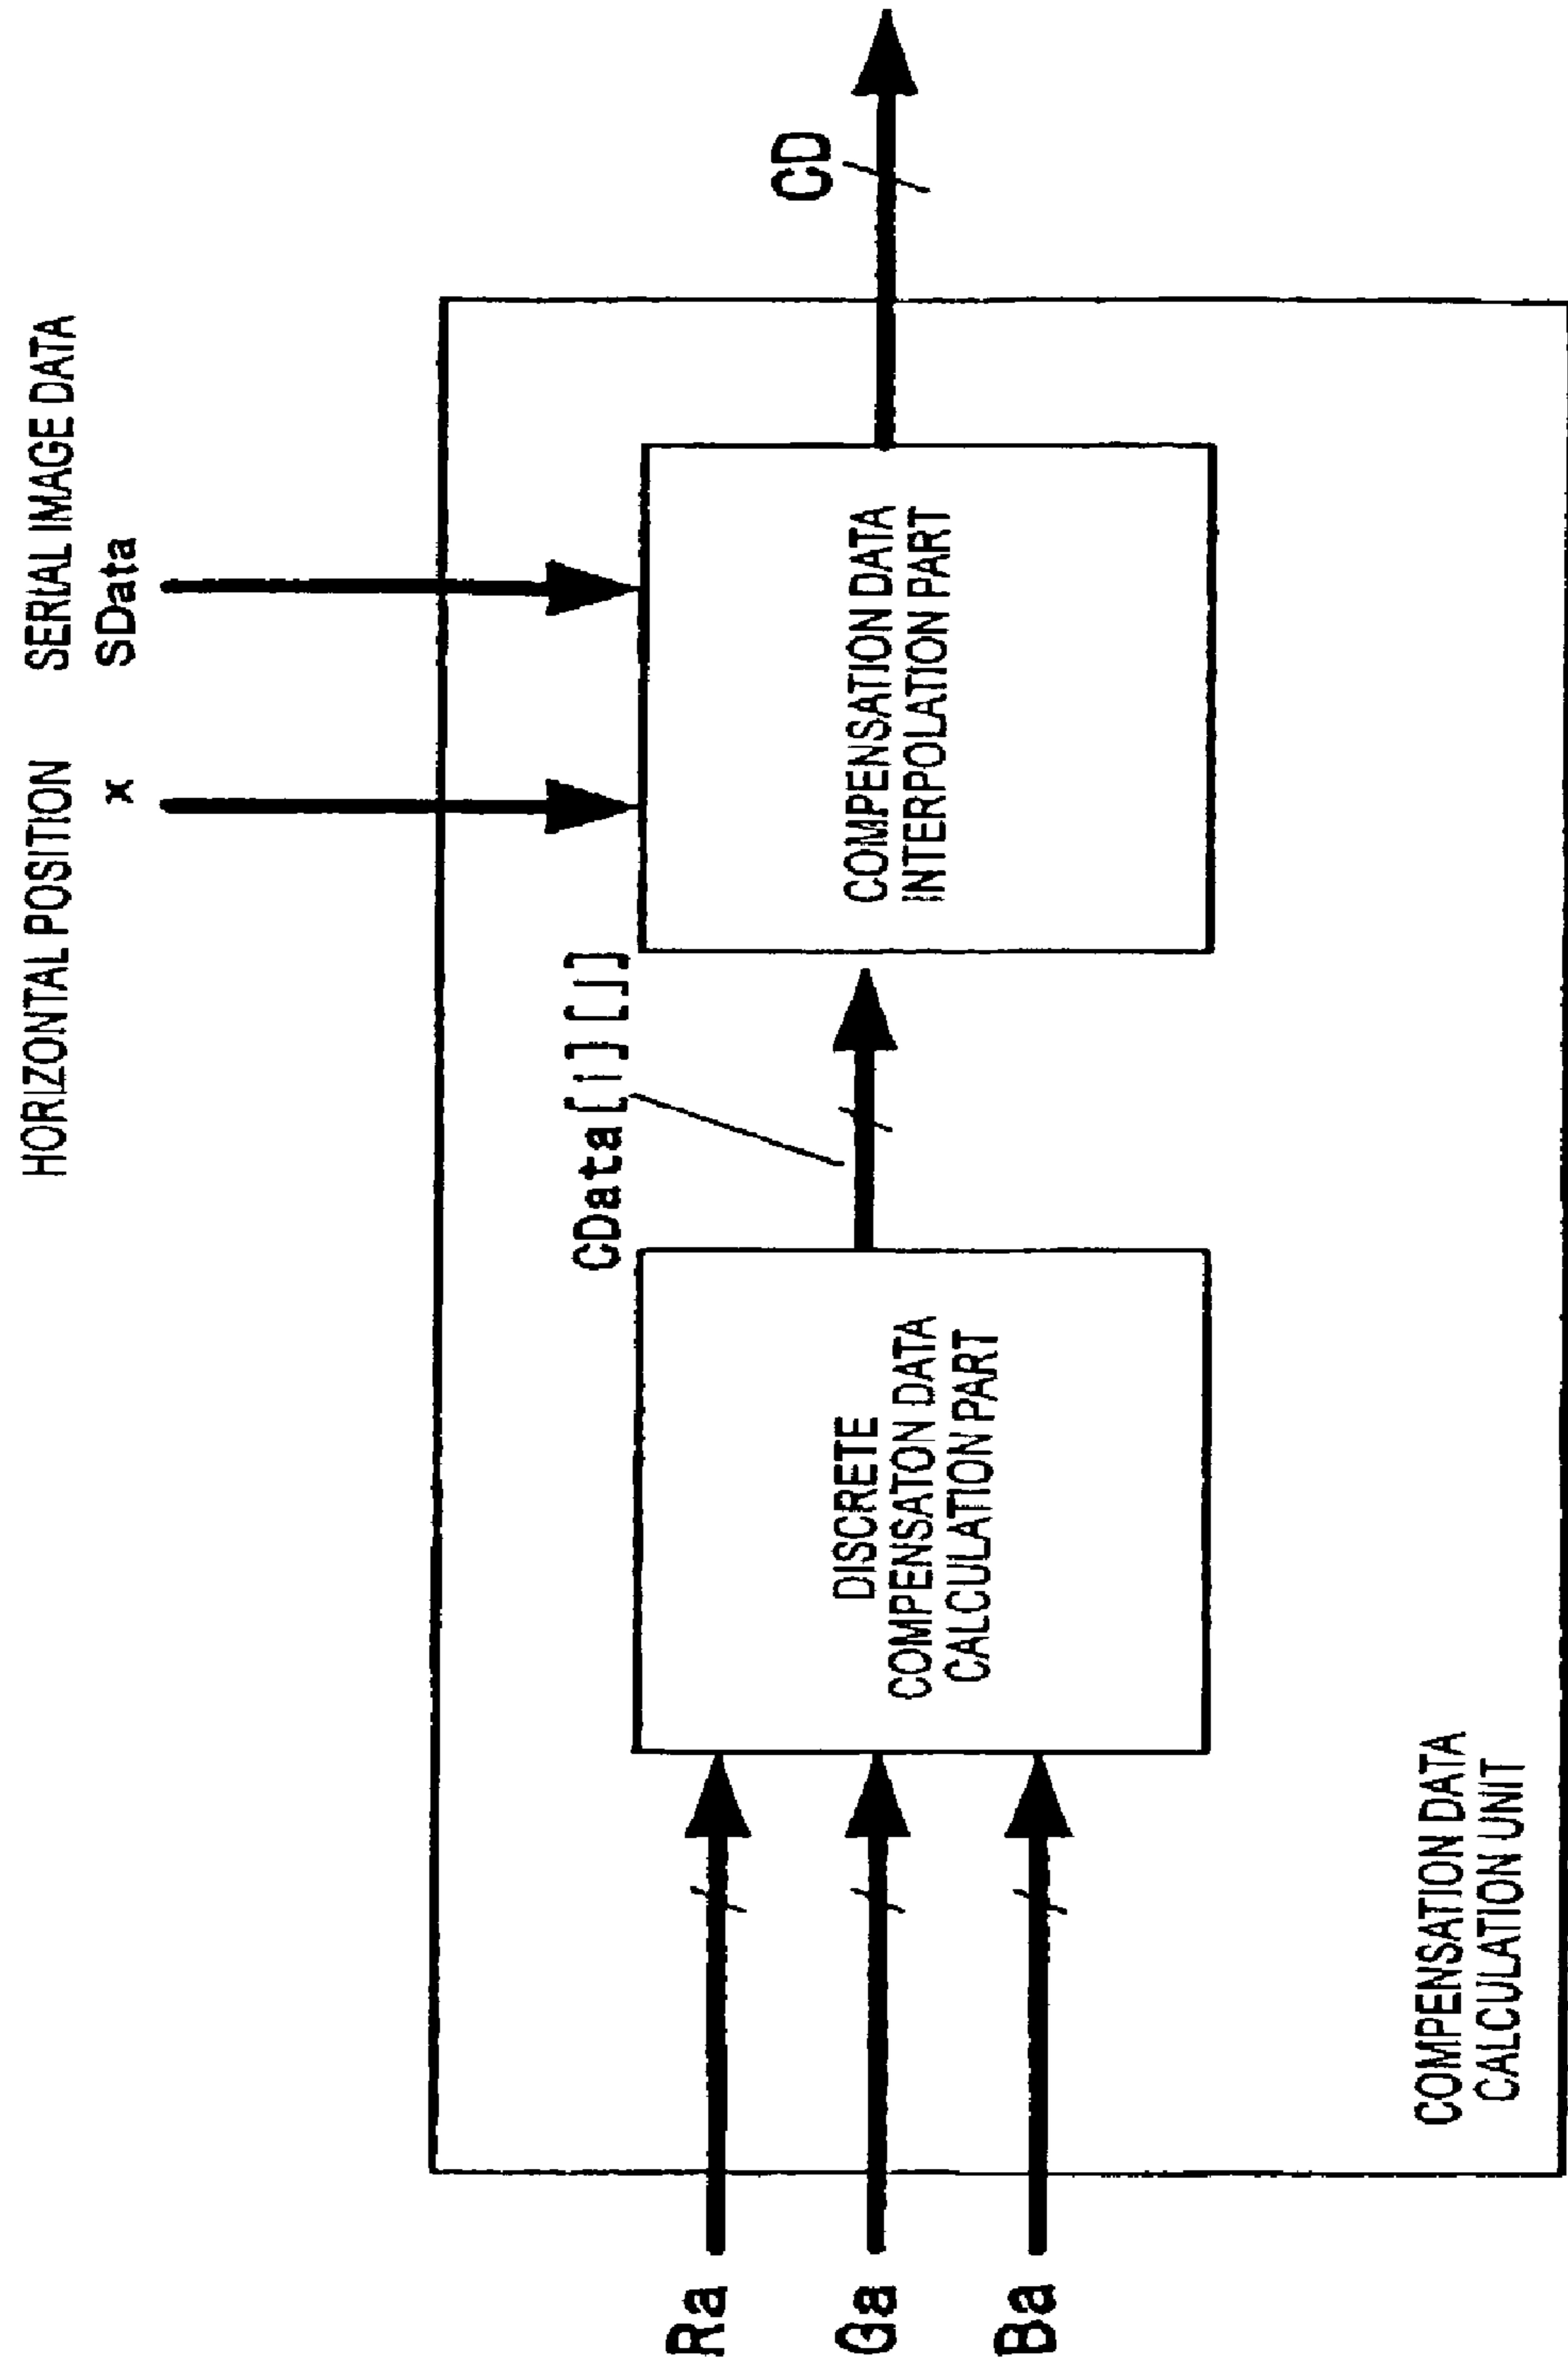 HORIZONTAL POSITION
x
SERIAL IMAGE DATA
SData
CData[i][j]
CD
Ra
Ga
Ba
DISCRETE
COMPENSATON DATA
CALCULATION PART
COMPENSATION DATA
INTERPOLATION PART
COMPENSATION DATA
CALCULATION UNIT